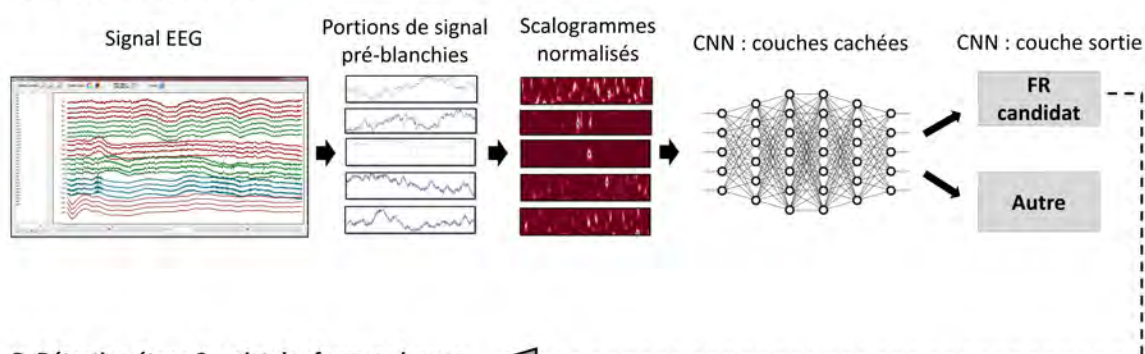 Signal EEG
Portions de signal
pré-blanchies
Scalogrammes
normalisés
CNN : couches cachées
CNN : couche sortie
FR
candidat
Autre